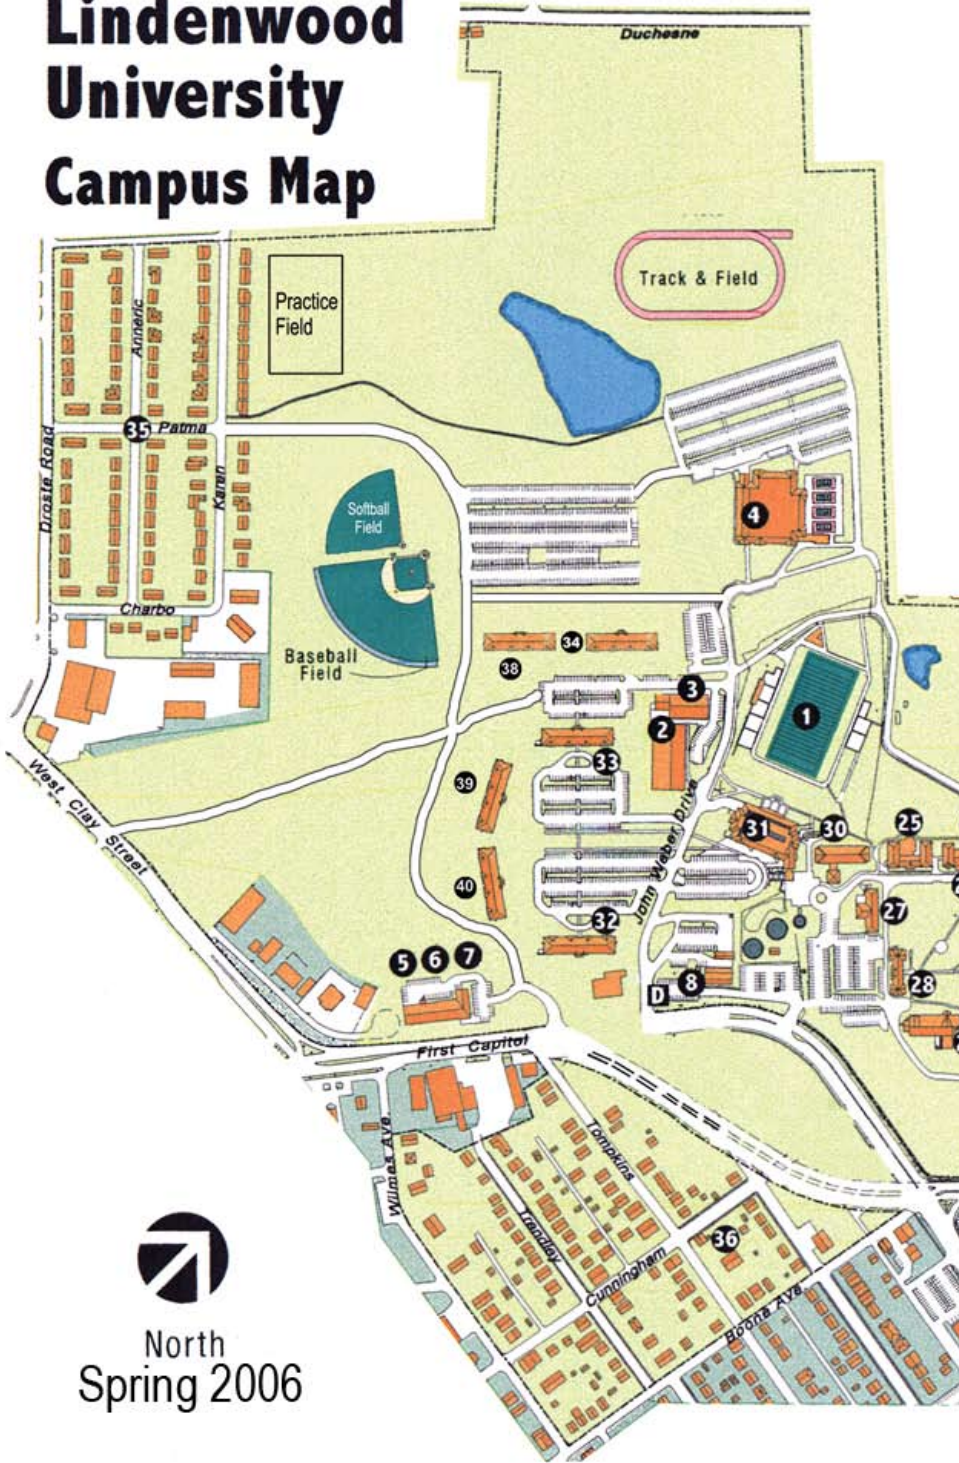 Lindenwood
University
Campus Map
Duchesne
Track & Field
Practice
Field
Anneric
35
Patma
Droste Road
Karen
Softball
Field
4
Charbo
Baseball
Field
34
38
3
2
1
33
39
West Clay Street
John Weber Drive
31
30
25
40
32
27
5 6 7
8
28
D
First Capitol
Wilmes Ave.
Tompkins
Trendley
Cunningham
36
Boone Ave.
North
Spring 2006